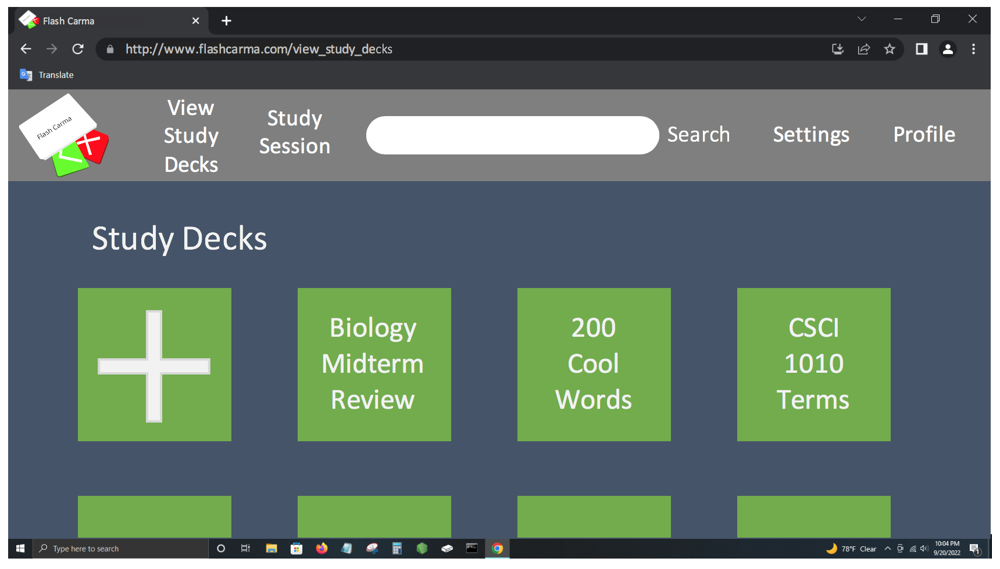 Flash Carma
http://www.flashcarma.com/view_study_decks
Translate
Flash Carma
View
Study
Decks
Study
Session
Search
Settings
Profile
Study Decks
Biology
Midterm
Review
200
Cool
Words
CSCI
1010
Terms
Type here to search
78°F Clear
10:04 PM
9/20/2022
1